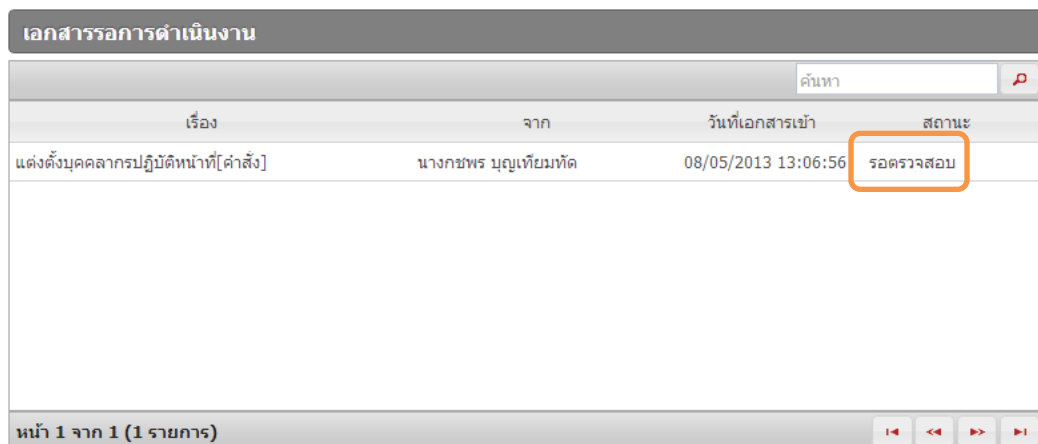 เอกสารรอการดำเนินงาน
ค้นหา
เรื่อง จาก วันที่เอกสารเข้า สถานะ
แต่งตั้งบุคคลากรปฏิบัติหน้าที่[คำสั่ง] นางกชพร บุญเทียมทัด 08/05/2013 13:06:56 รอตรวจสอบ
หน้า 1 จาก 1 (1 รายการ)